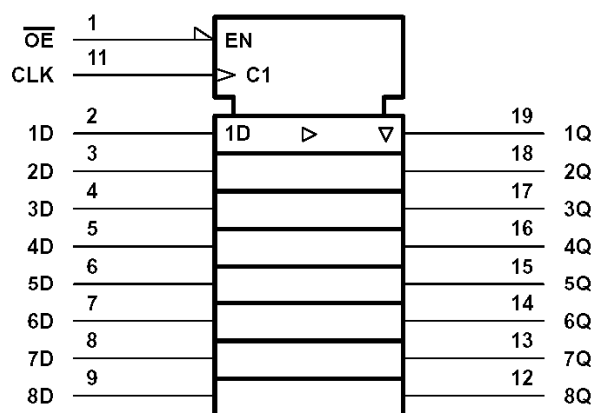 1
O̅E̅ EN
11
CLK C1
2 19
1D 1D 1Q
3 18
2D 2Q
4 17
3D 3Q
5 16
4D 4Q
6 15
5D 5Q
7 14
6D 6Q
8 13
7D 7Q
9 12
8D 8Q